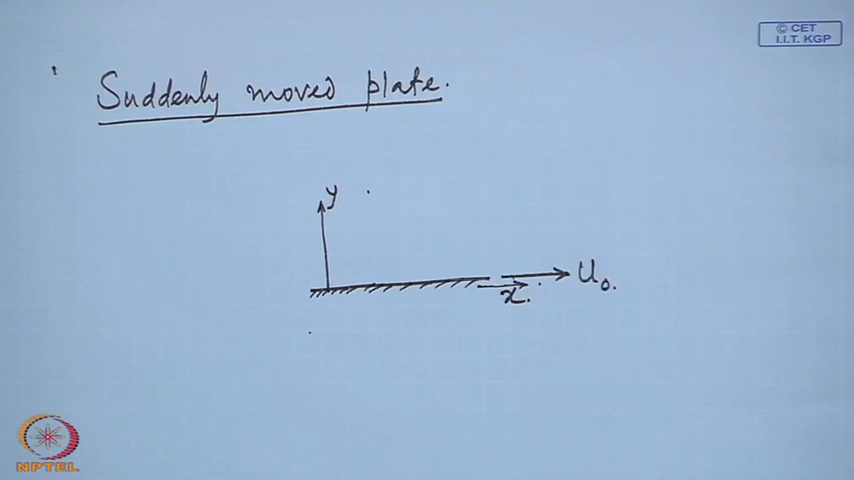 © CET
I.I.T. KGP
Suddenly moved plate.
y
U₀.
x.
NPTEL